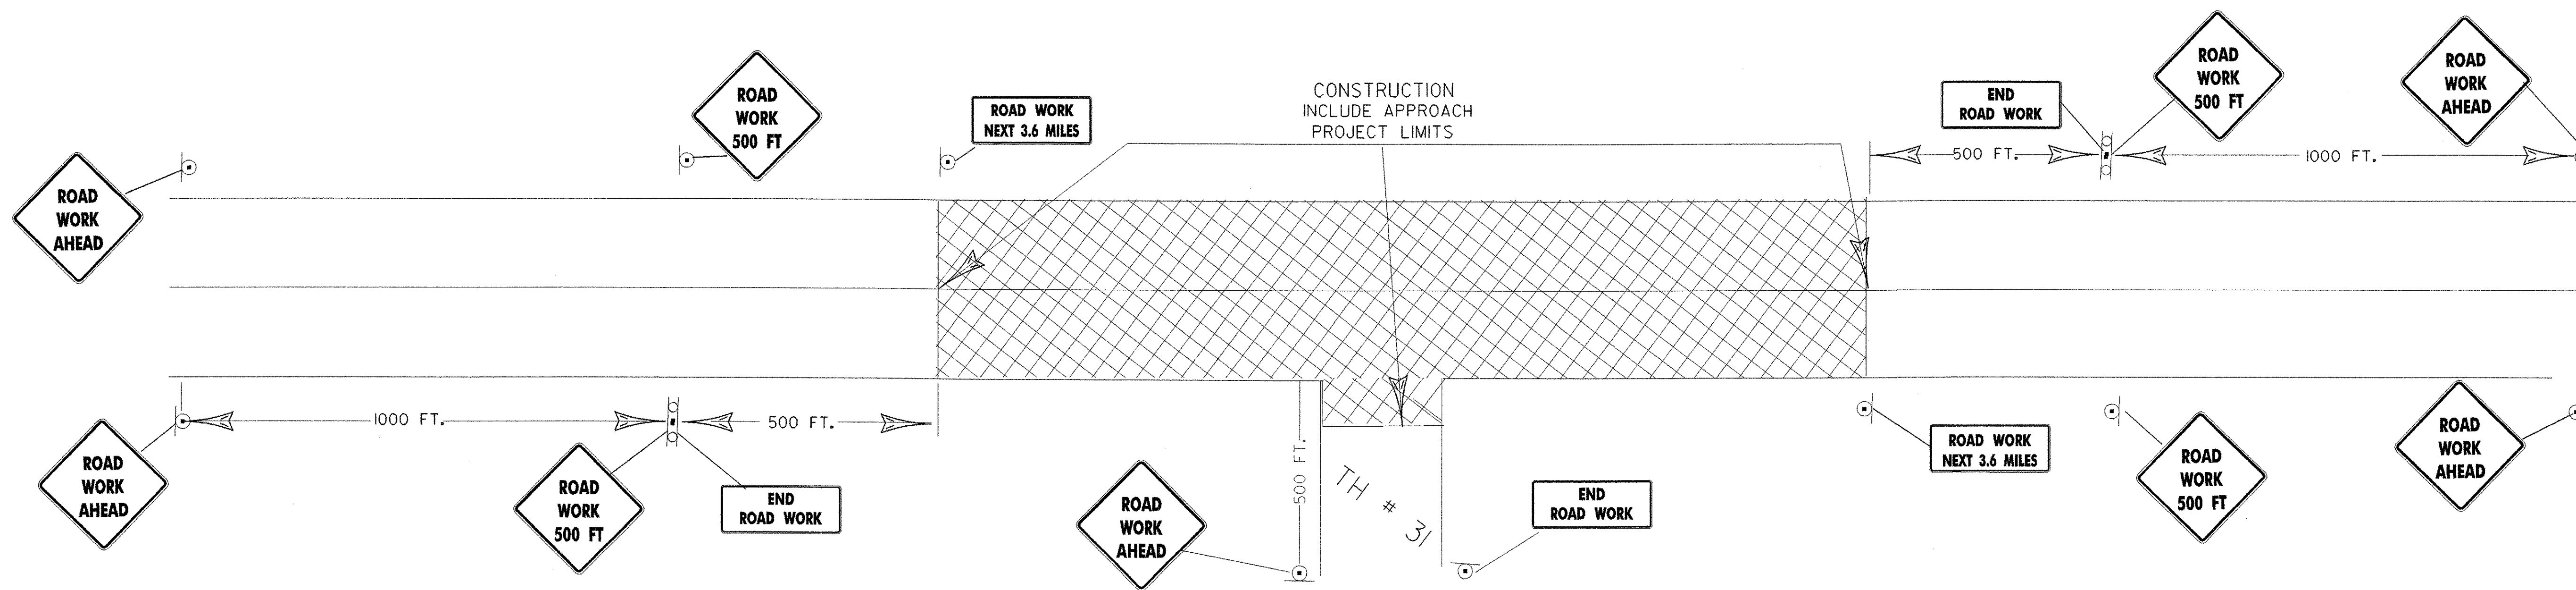 ROAD
WORK
AHEAD
ROAD
WORK
500 FT
ROAD WORK
NEXT 3.6 MILES
CONSTRUCTION
INCLUDE APPROACH
PROJECT LIMITS
END
ROAD WORK
ROAD
WORK
500 FT
ROAD
WORK
AHEAD
500 FT.
1000 FT.
1000 FT.
500 FT.
ROAD
WORK
AHEAD
ROAD
WORK
500 FT
END
ROAD WORK
ROAD
WORK
AHEAD
500 FT.
TH # 31
END
ROAD WORK
ROAD WORK
NEXT 3.6 MILES
ROAD
WORK
500 FT
ROAD
WORK
AHEAD